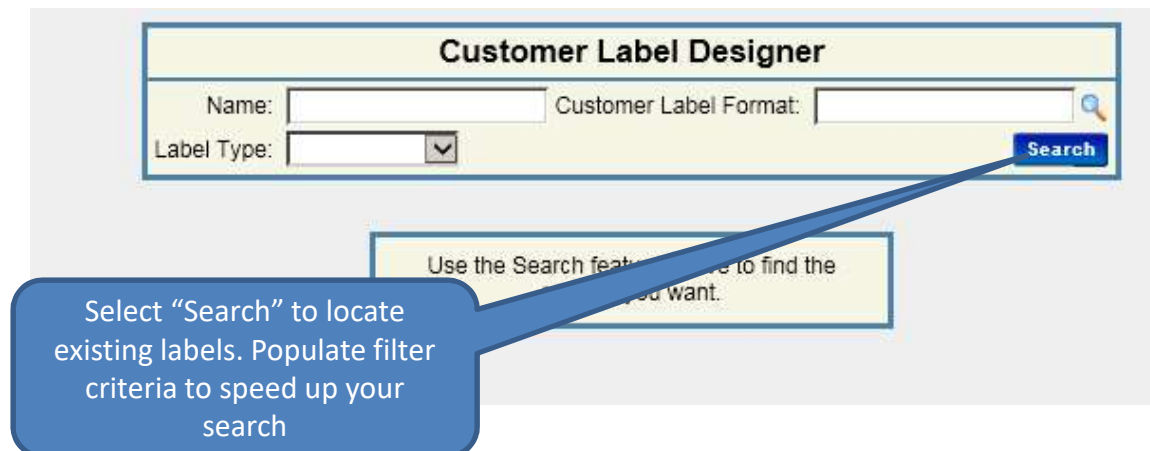 Customer Label Designer
Name: Customer Label Format:
Label Type: Search
Use the Search to find the
you want.
Select “Search” to locate
existing labels. Populate filter
criteria to speed up your
search